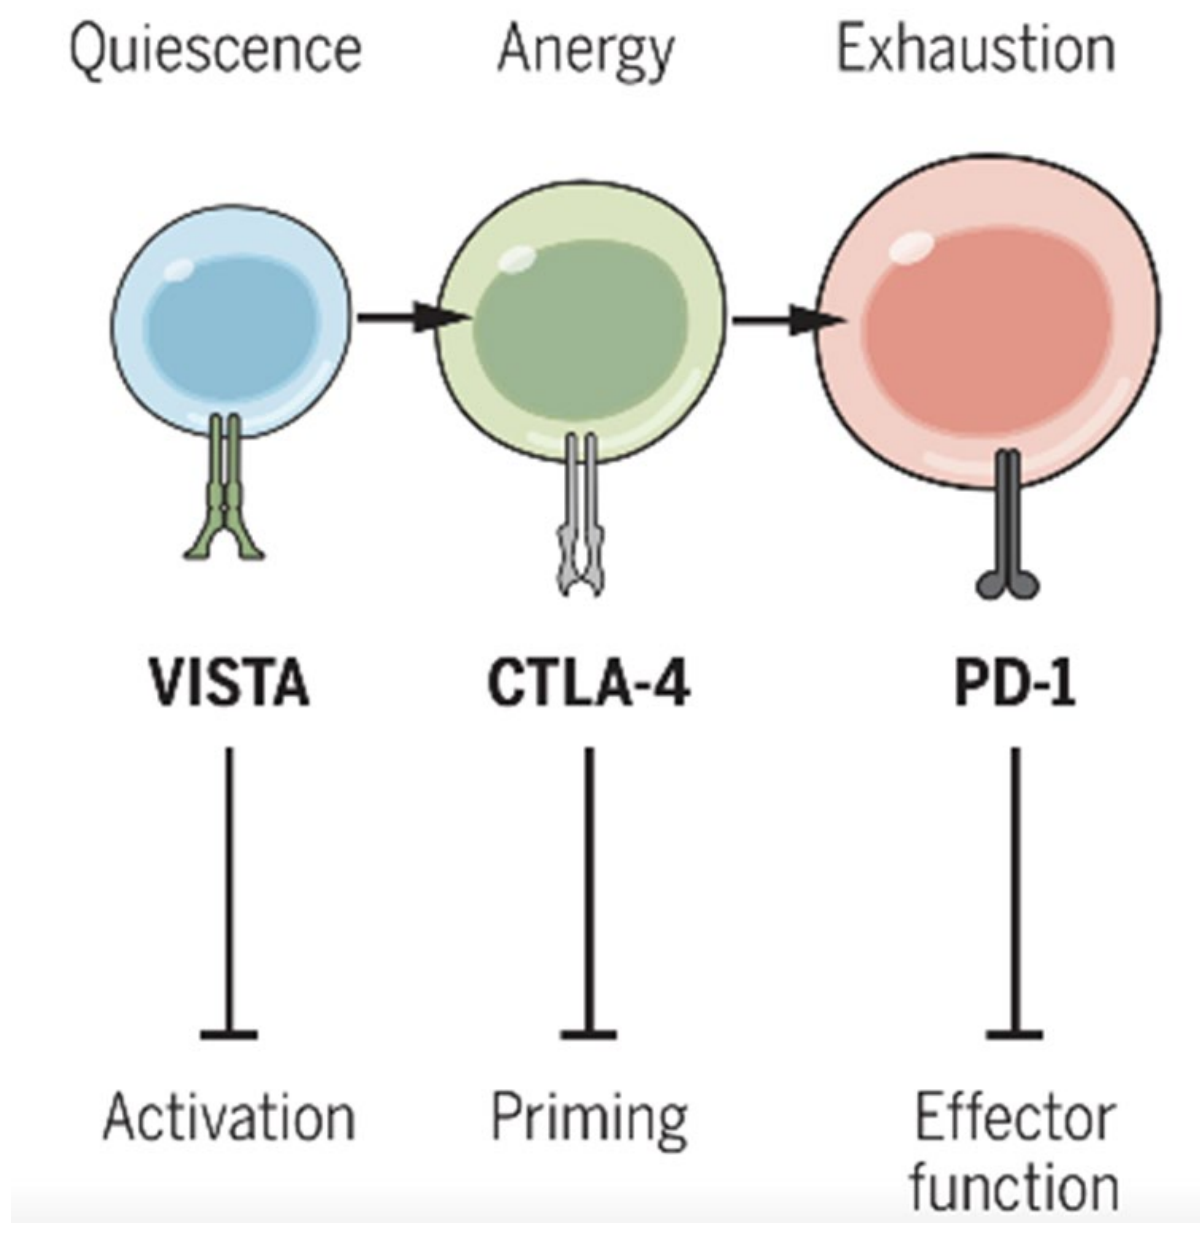 Quiescence Anergy Exhaustion
VISTA CTLA-4 PD-1
Activation Priming Effector
function